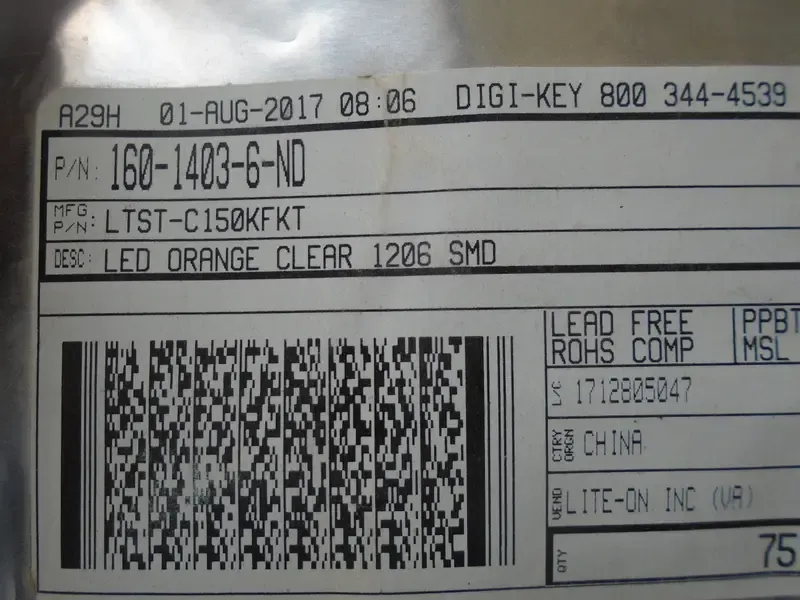 A29H 01-AUG-2017 08:06 DIGI-KEY 800 344-4539
P/N: 160-1403-6-ND
MFG P/N: LTST-C150KFKT
DESC: LED ORANGE CLEAR 1206 SMD
LEAD FREE
ROHS COMP
PPBT
MSL
L/C 1712805047
CTRY ORGN CHINA
VEND LITE-ON INC (VA)
QTY 75